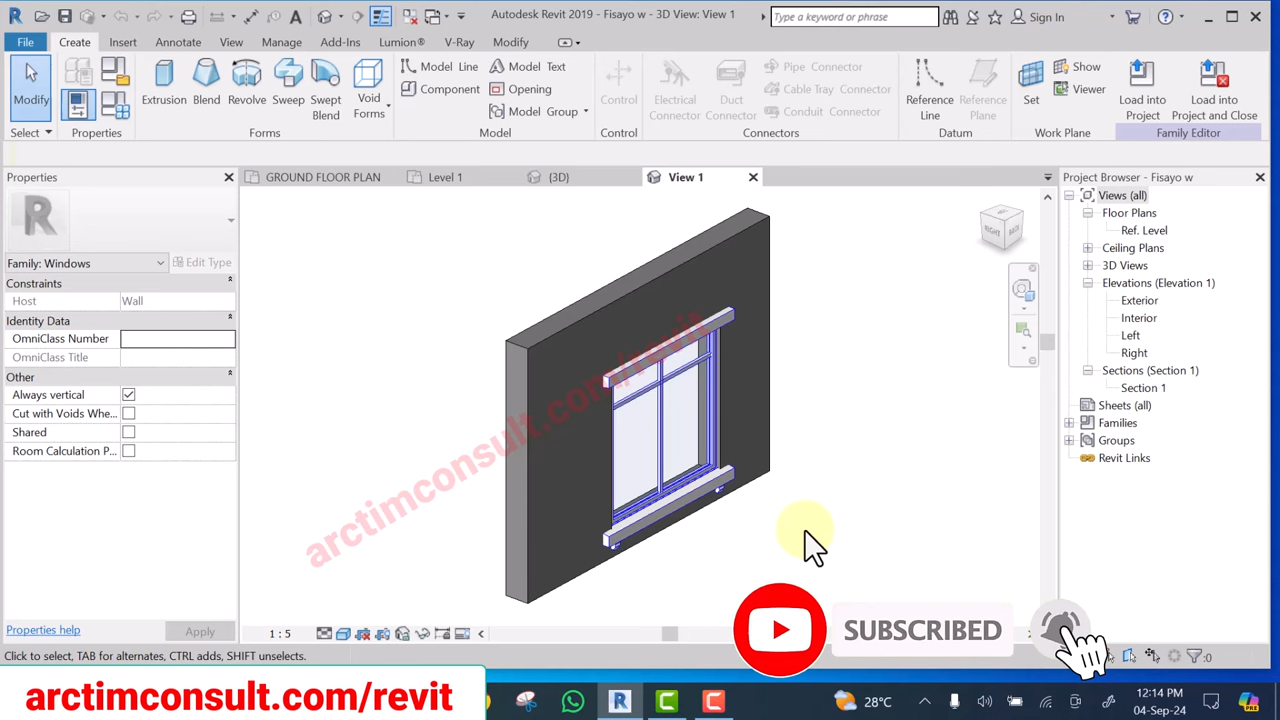 Autodesk Revit 2019 - Fisayo w - 3D View: View 1
Type a keyword or phrase
Sign In
File Create Insert Annotate View Manage Add-Ins Lumion® V-Ray Modify
Modify
Extrusion Blend Revolve Sweep Swept Blend Void Forms
Model Line
Model Text
Component
Opening
Model Group
Control
Electrical Connector
Duct Connector
Pipe Connector
Cable Tray Connector
Conduit Connector
Reference Line
Reference Plane
Set
Show
Viewer
Load into Project
Load into Project and Close
Select Properties Forms Model Control Connectors Datum Work Plane Family Editor
Properties
GROUND FLOOR PLAN Level 1 {3D} View 1
Project Browser - Fisayo w
Family: Windows
Edit Type
Constraints
Host Wall
Identity Data
OmniClass Number
OmniClass Title
Other
Always vertical
Cut with Voids Whe...
Shared
Room Calculation P...
Properties help
Apply
RIGHT BACK
Views (all)
Floor Plans
Ref. Level
Ceiling Plans
3D Views
Elevations (Elevation 1)
Exterior
Interior
Left
Right
Sections (Section 1)
Section 1
Sheets (all)
Families
Groups
Revit Links
arctimconsult.com/revit
1 : 5
SUBSCRIBED
Click to select, TAB for alternates, CTRL adds, SHIFT unselects.
:0
arctimconsult.com/revit
28°C
12:14 PM
04-Sep-24
PRE